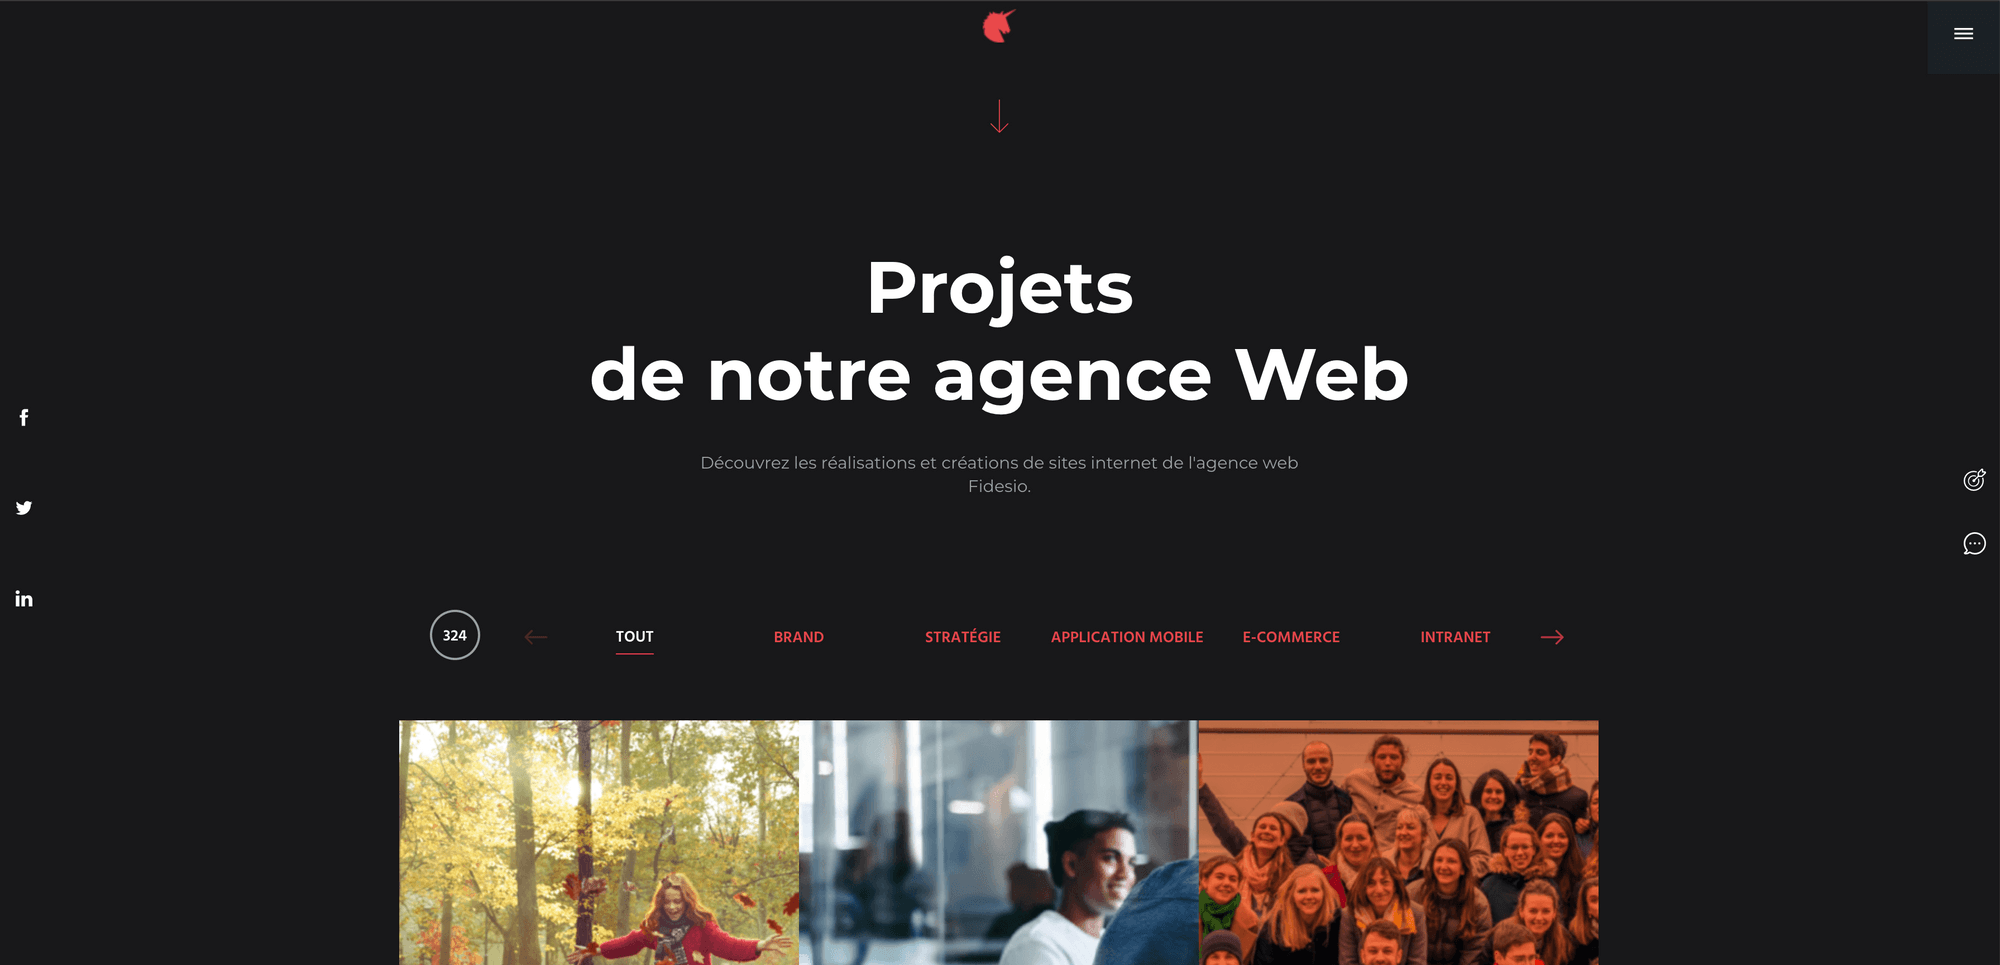 Projets
de notre agence Web
Découvrez les réalisations et créations de sites internet de l'agence web
Fidesio.
324
TOUT
BRAND
STRATÉGIE
APPLICATION MOBILE
E-COMMERCE
INTRANET